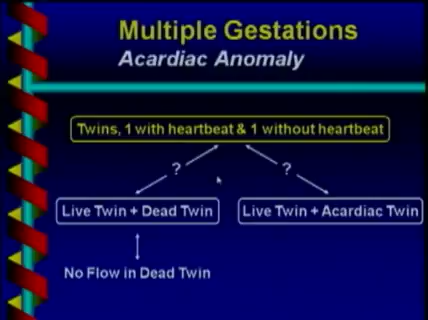 Multiple Gestations
Acardiac Anomaly
Twins, 1 with heartbeat & 1 without heartbeat
? ?
Live Twin + Dead Twin Live Twin + Acardiac Twin
No Flow in Dead Twin